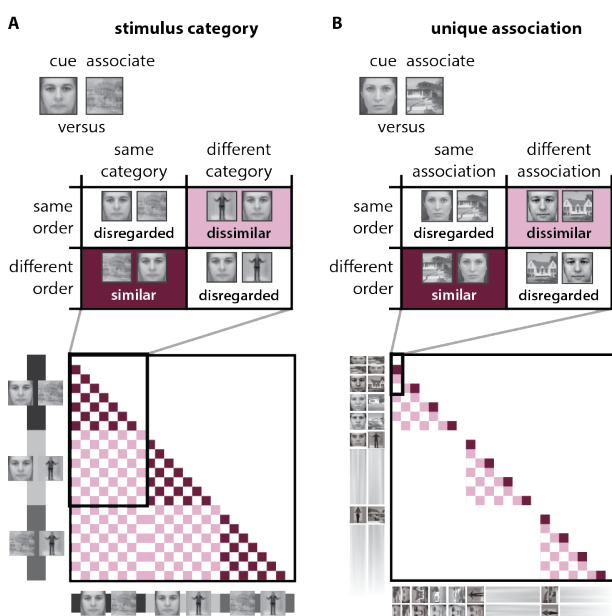 A
stimulus category
cue associate
versus
same
category
different
category
same
order
disregarded
dissimilar
different
order
similar
disregarded
B
unique association
cue associate
versus
same
association
different
association
same
order
disregarded
dissimilar
different
order
similar
disregarded